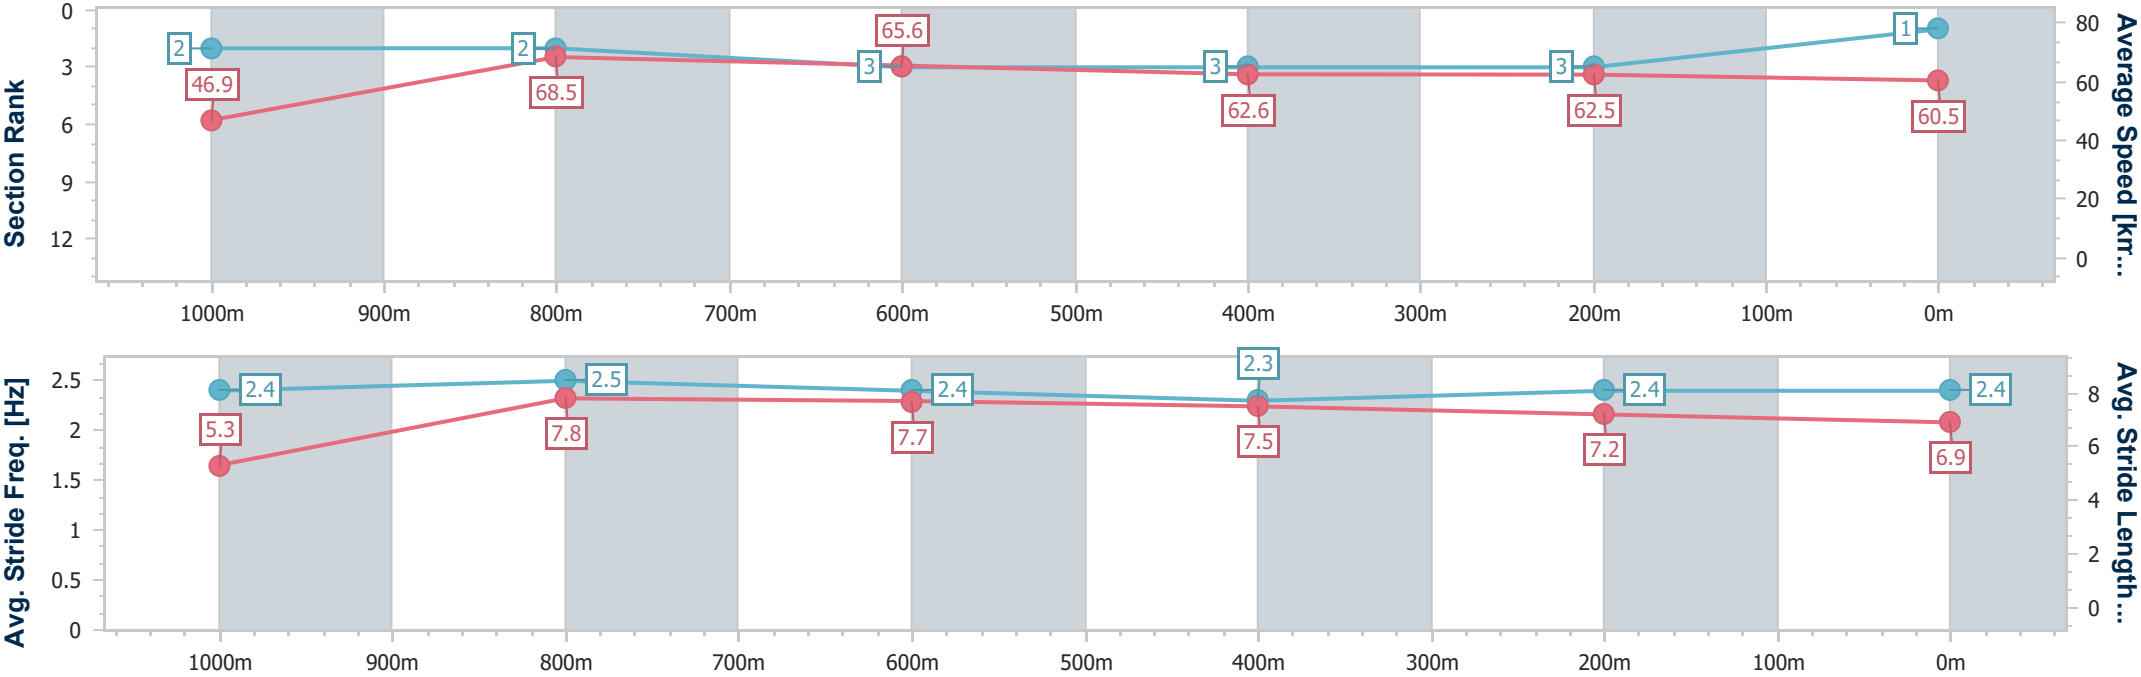 Section Rank
0
3
6
9
12
2
2
3
3
3
1
46.9
68.5
65.6
62.6
62.5
60.5
80
60
40
20
0
Average Speed [km...
1000m
900m
800m
700m
600m
500m
400m
300m
200m
100m
0m
Avg. Stride Freq. [Hz]
2.5
2
1.5
1
0.5
0
2.4
2.5
2.4
2.3
2.4
2.4
5.3
7.8
7.7
7.5
7.2
6.9
8
6
4
2
0
Avg. Stride Length...
1000m
900m
800m
700m
600m
500m
400m
300m
200m
100m
0m